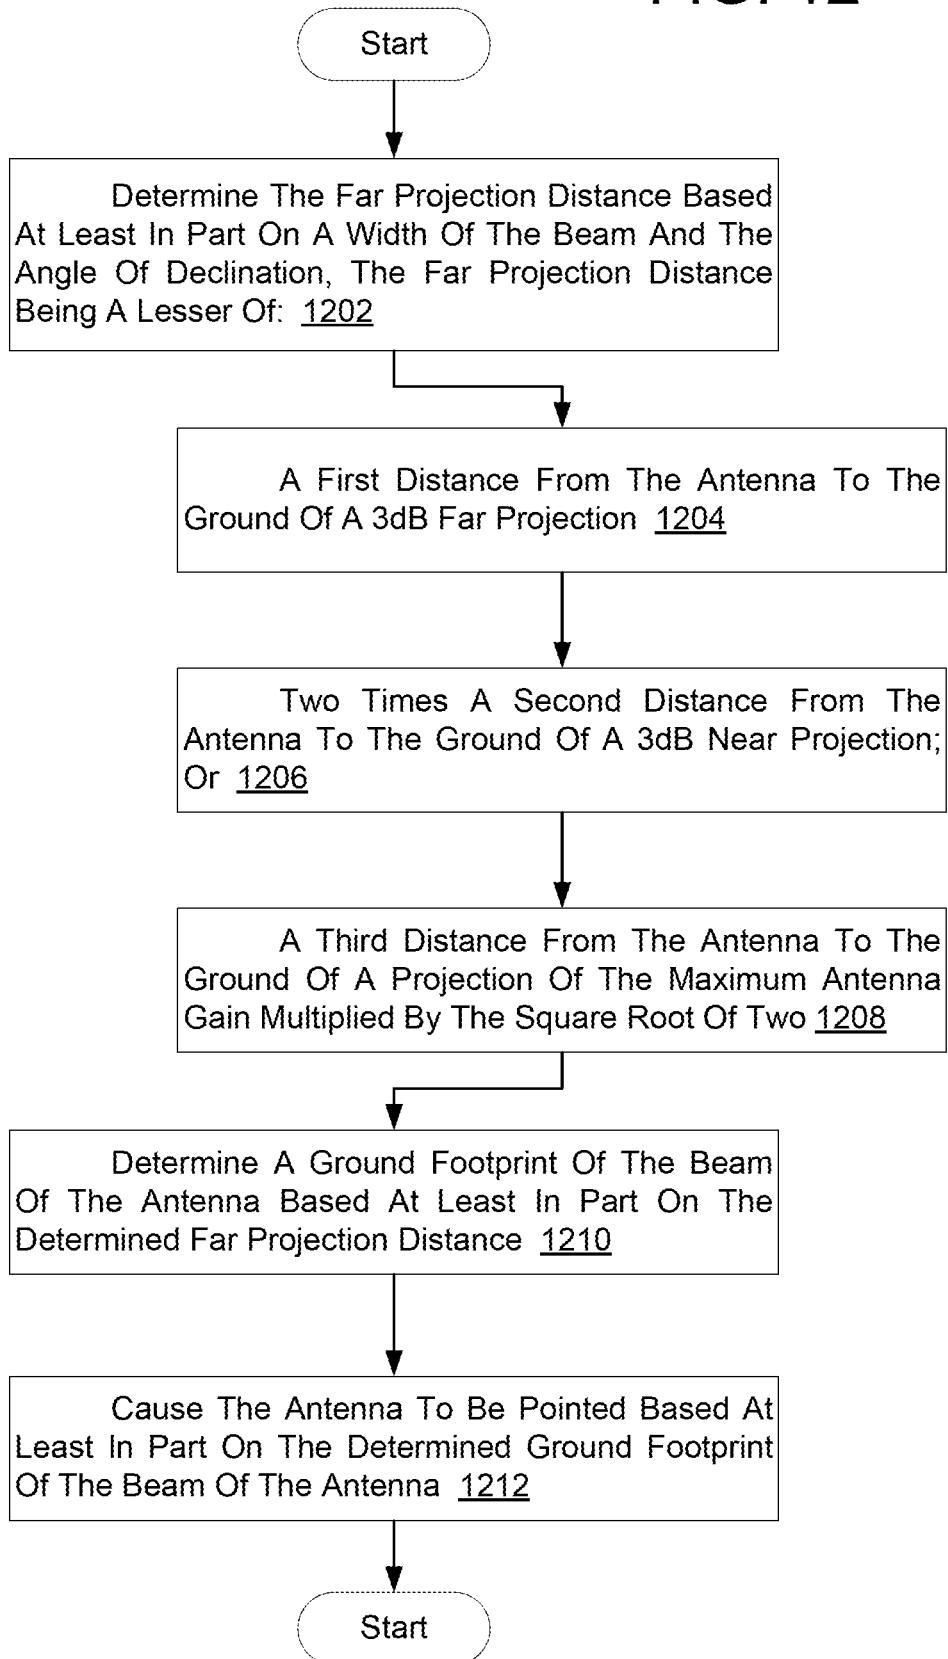 FIG. 12
Start
Determine The Far Projection Distance Based
At Least In Part On A Width Of The Beam And The
Angle Of Declination, The Far Projection Distance
Being A Lesser Of: 1202
A First Distance From The Antenna To The
Ground Of A 3dB Far Projection 1204
Two Times A Second Distance From The
Antenna To The Ground Of A 3dB Near Projection;
Or 1206
A Third Distance From The Antenna To The
Ground Of A Projection Of The Maximum Antenna
Gain Multiplied By The Square Root Of Two 1208
Determine A Ground Footprint Of The Beam
Of The Antenna Based At Least In Part On The
Determined Far Projection Distance 1210
Cause The Antenna To Be Pointed Based At
Least In Part On The Determined Ground Footprint
Of The Beam Of The Antenna 1212
Start